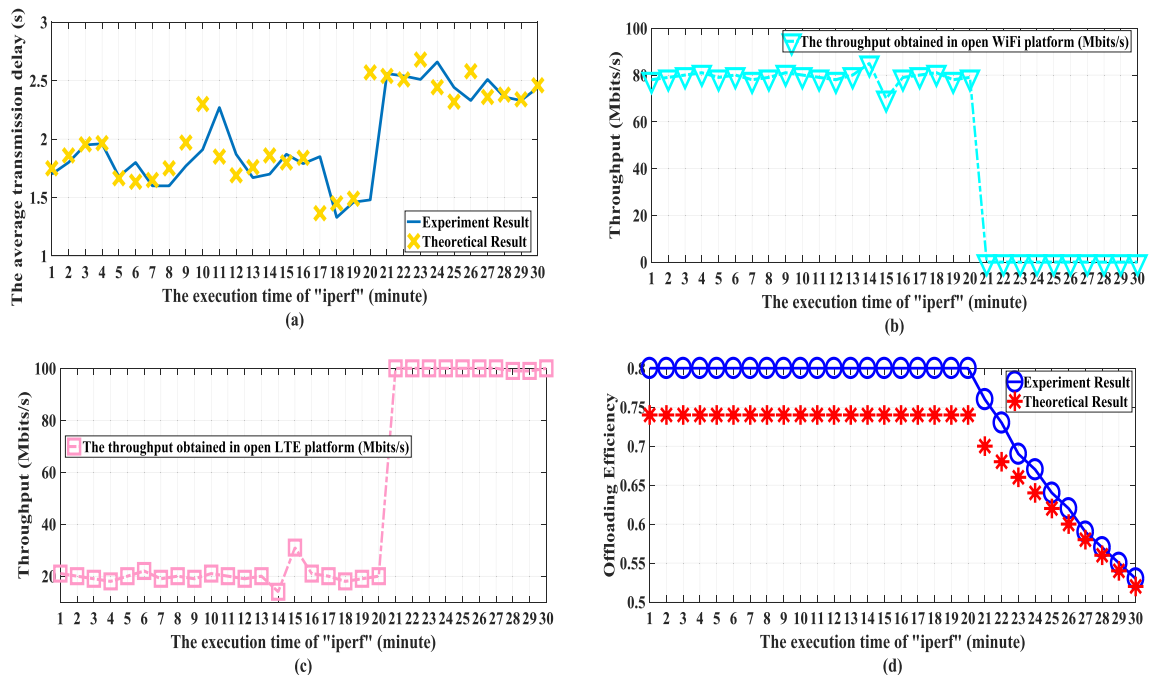 3
2.5
2
1.5
1
The average transmission delay (s)
Experiment Result
Theoretical Result
1 2 3 4 5 6 7 8 9 10 11 12 13 14 15 16 17 18 19 20 21 22 23 24 25 26 27 28 29 30
The execution time of "iperf" (minute)
(a)
100
80
60
40
20
0
Throughput (Mbits/s)
The throughput obtained in open WiFi platform (Mbits/s)
1 2 3 4 5 6 7 8 9 10 11 12 13 14 15 16 17 18 19 20 21 22 23 24 25 26 27 28 29 30
The execution time of "iperf" (minute)
(b)
100
80
60
40
20
Throughput (Mbits/s)
The throughput obtained in open LTE platform (Mbits/s)
1 2 3 4 5 6 7 8 9 10 11 12 13 14 15 16 17 18 19 20 21 22 23 24 25 26 27 28 29 30
The execution time of "iperf" (minute)
(c)
0.8
0.75
0.7
0.65
0.6
0.55
0.5
Offloading Efficiency
Experiment Result
Theoretical Result
1 2 3 4 5 6 7 8 9 10 11 12 13 14 15 16 17 18 19 20 21 22 23 24 25 26 27 28 29 30
The execution time of "iperf" (minute)
(d)